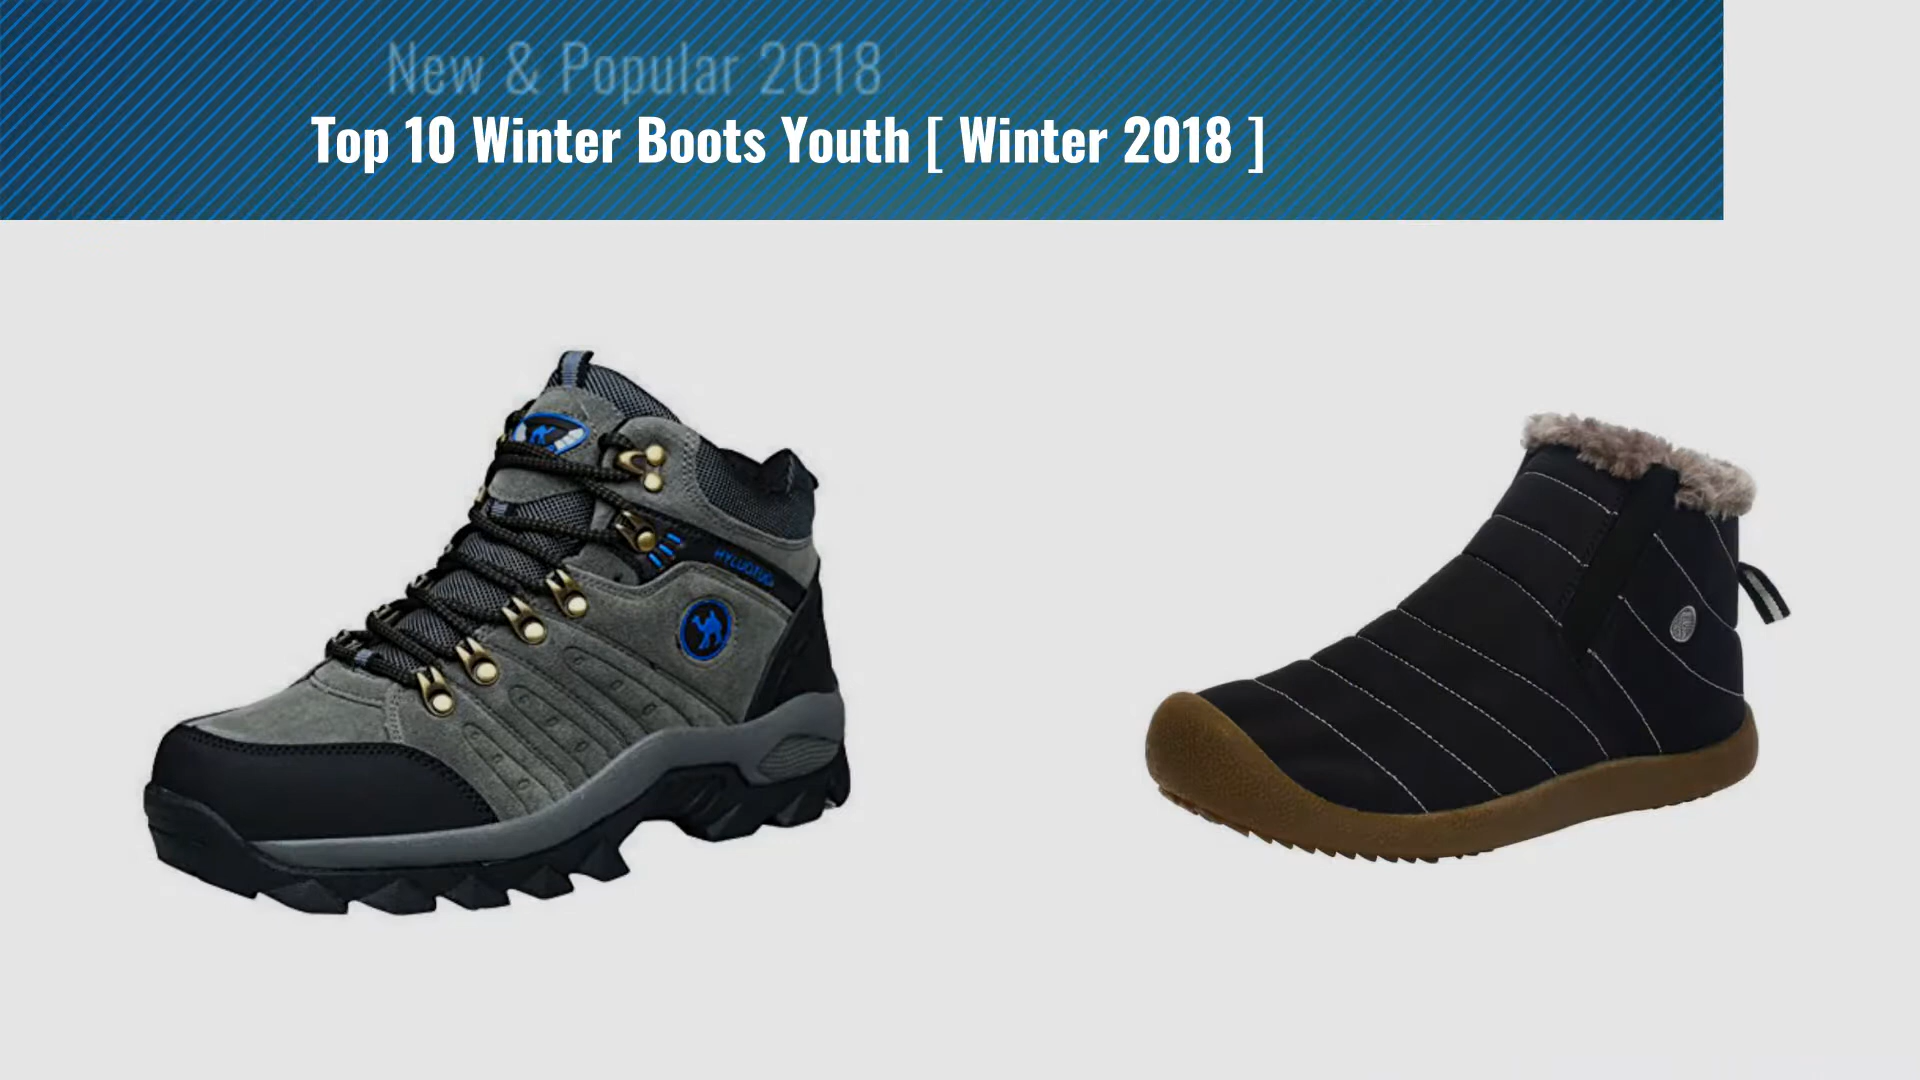 New & Popular 2018
Top 10 Winter Boots Youth [ Winter 2018 ]